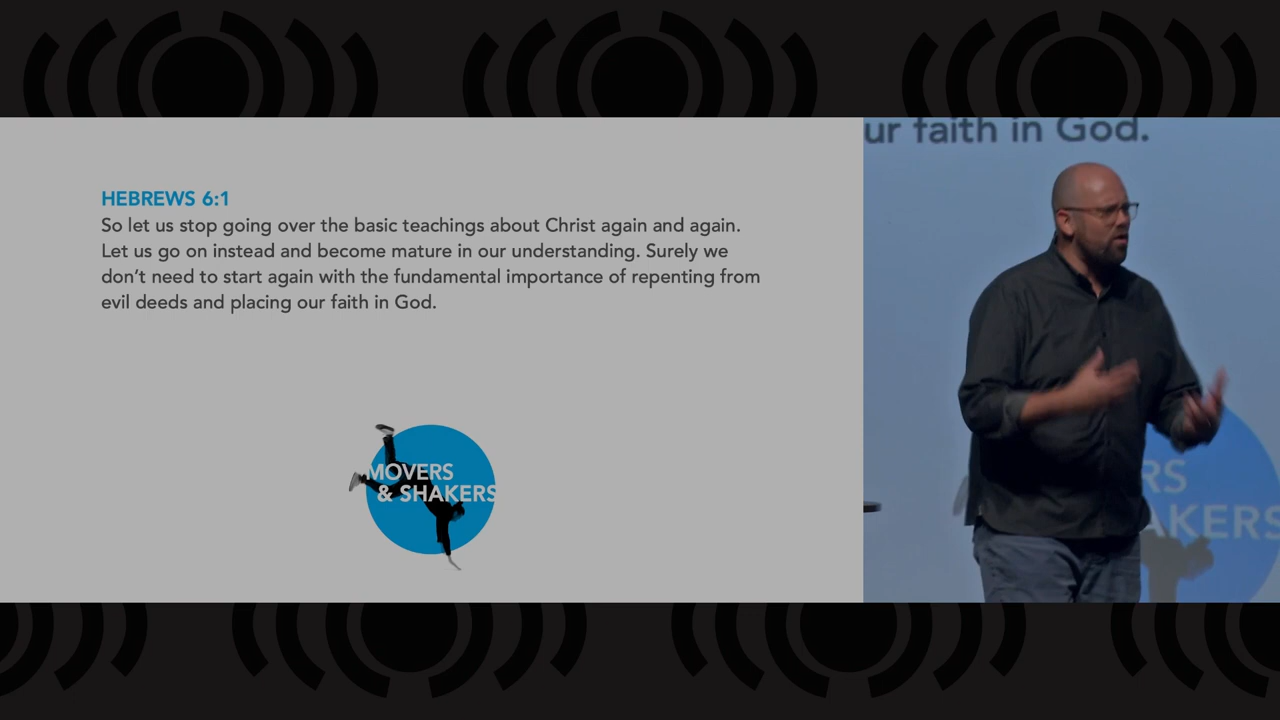 HEBREWS 6:1
So let us stop going over the basic teachings about Christ again and again.
Let us go on instead and become mature in our understanding. Surely we
don’t need to start again with the fundamental importance of repenting from
evil deeds and placing our faith in God.
MOVERS
& SHAKERS
ur faith in God.
RS
AKERS